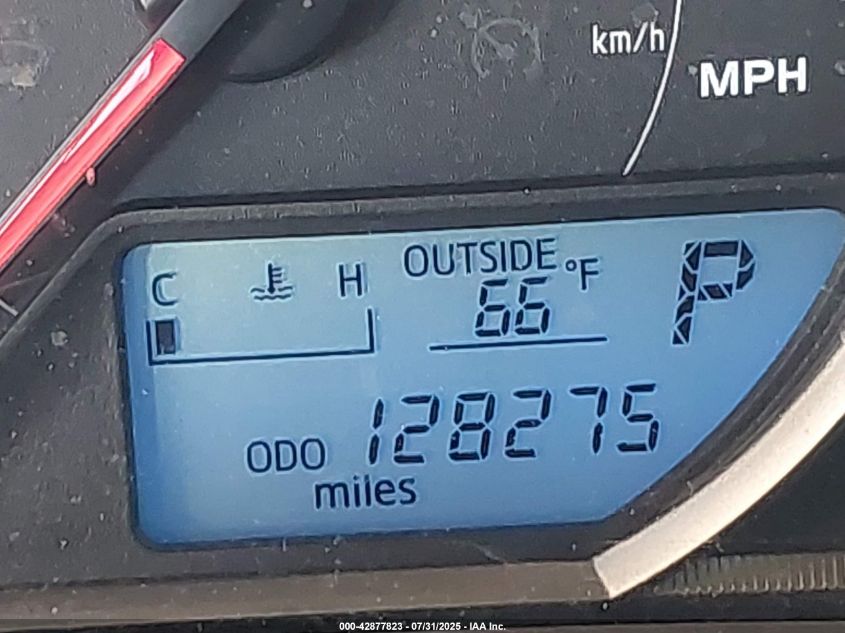 km/h
MPH
OUTSIDE °F
C H
66
P
ODO 128275
miles
000-42877823 - 07/31/2025 - IAA Inc.